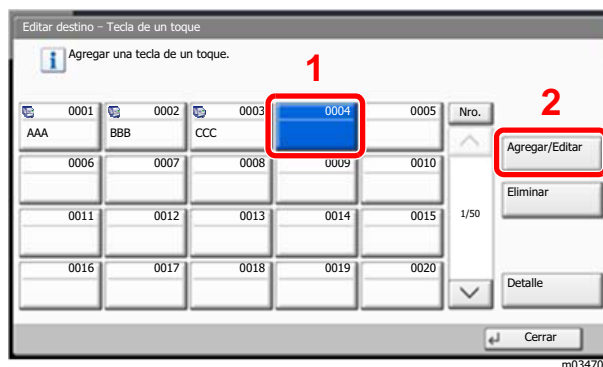 Editar destino – Tecla de un toque
Agregar una tecla de un toque.
1
0001 0002 0003 0004 0005 Nro. 2
AAA BBB CCC Agregar/Editar
0006 0007 0008 0009 0010
Eliminar
0011 0012 0013 0014 0015 1/50
0016 0017 0018 0019 0020
Detalle
Cerrar
m03470